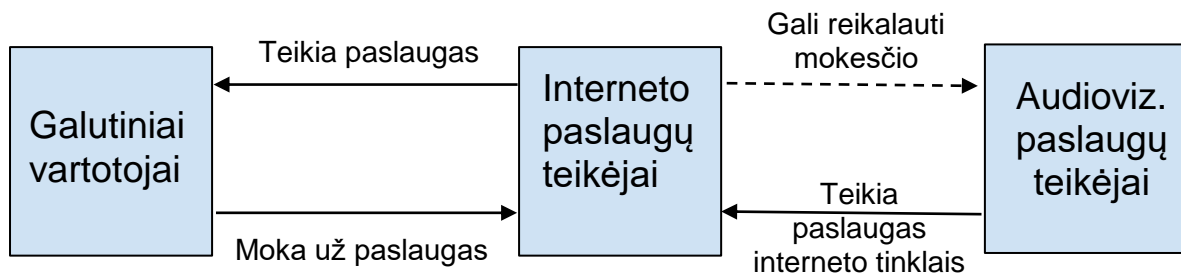 Gali reikalauti
mokesčio
Teikia paslaugas
Galutiniai
vartotojai
Interneto
paslaugų
teikėjai
Audioviz.
paslaugų
teikėjai
Moka už paslaugas
Teikia
paslaugas
interneto tinklais